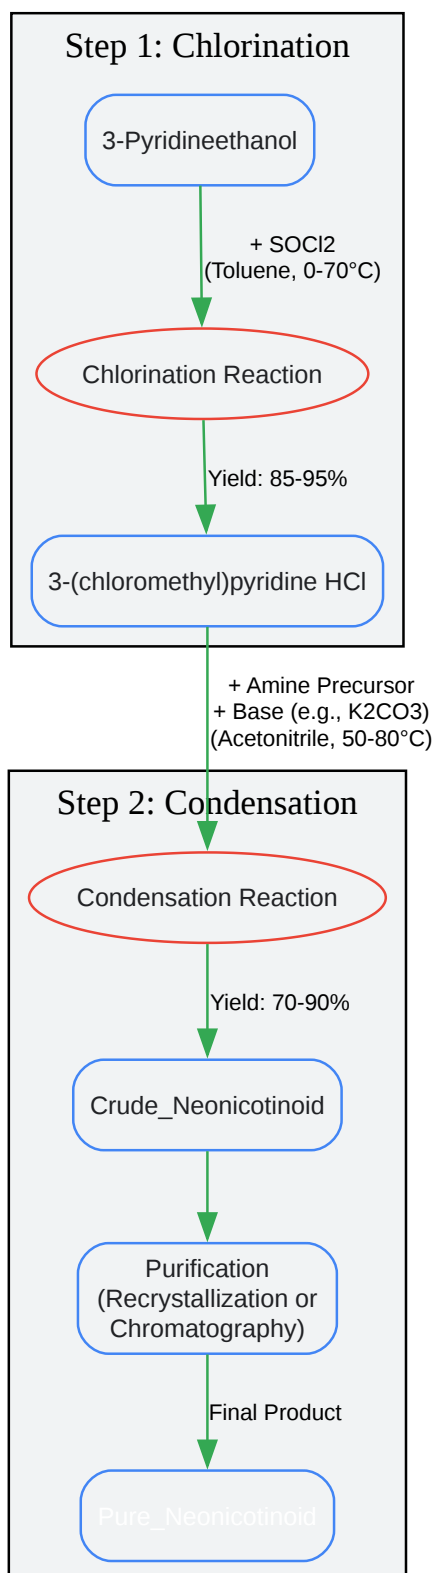 Step 1: Chlorination
3-Pyridineethanol
+ SOCl2
(Toluene, 0-70°C)
Chlorination Reaction
Yield: 85-95%
3-(chloromethyl)pyridine HCl
+ Amine Precursor
+ Base (e.g., K2CO3)
(Acetonitrile, 50-80°C)
Step 2: Condensation
Condensation Reaction
Yield: 70-90%
Crude_Neonicotinoid
Purification
(Recrystallization or
Chromatography)
Final Product
Pure_Neonicotinoid